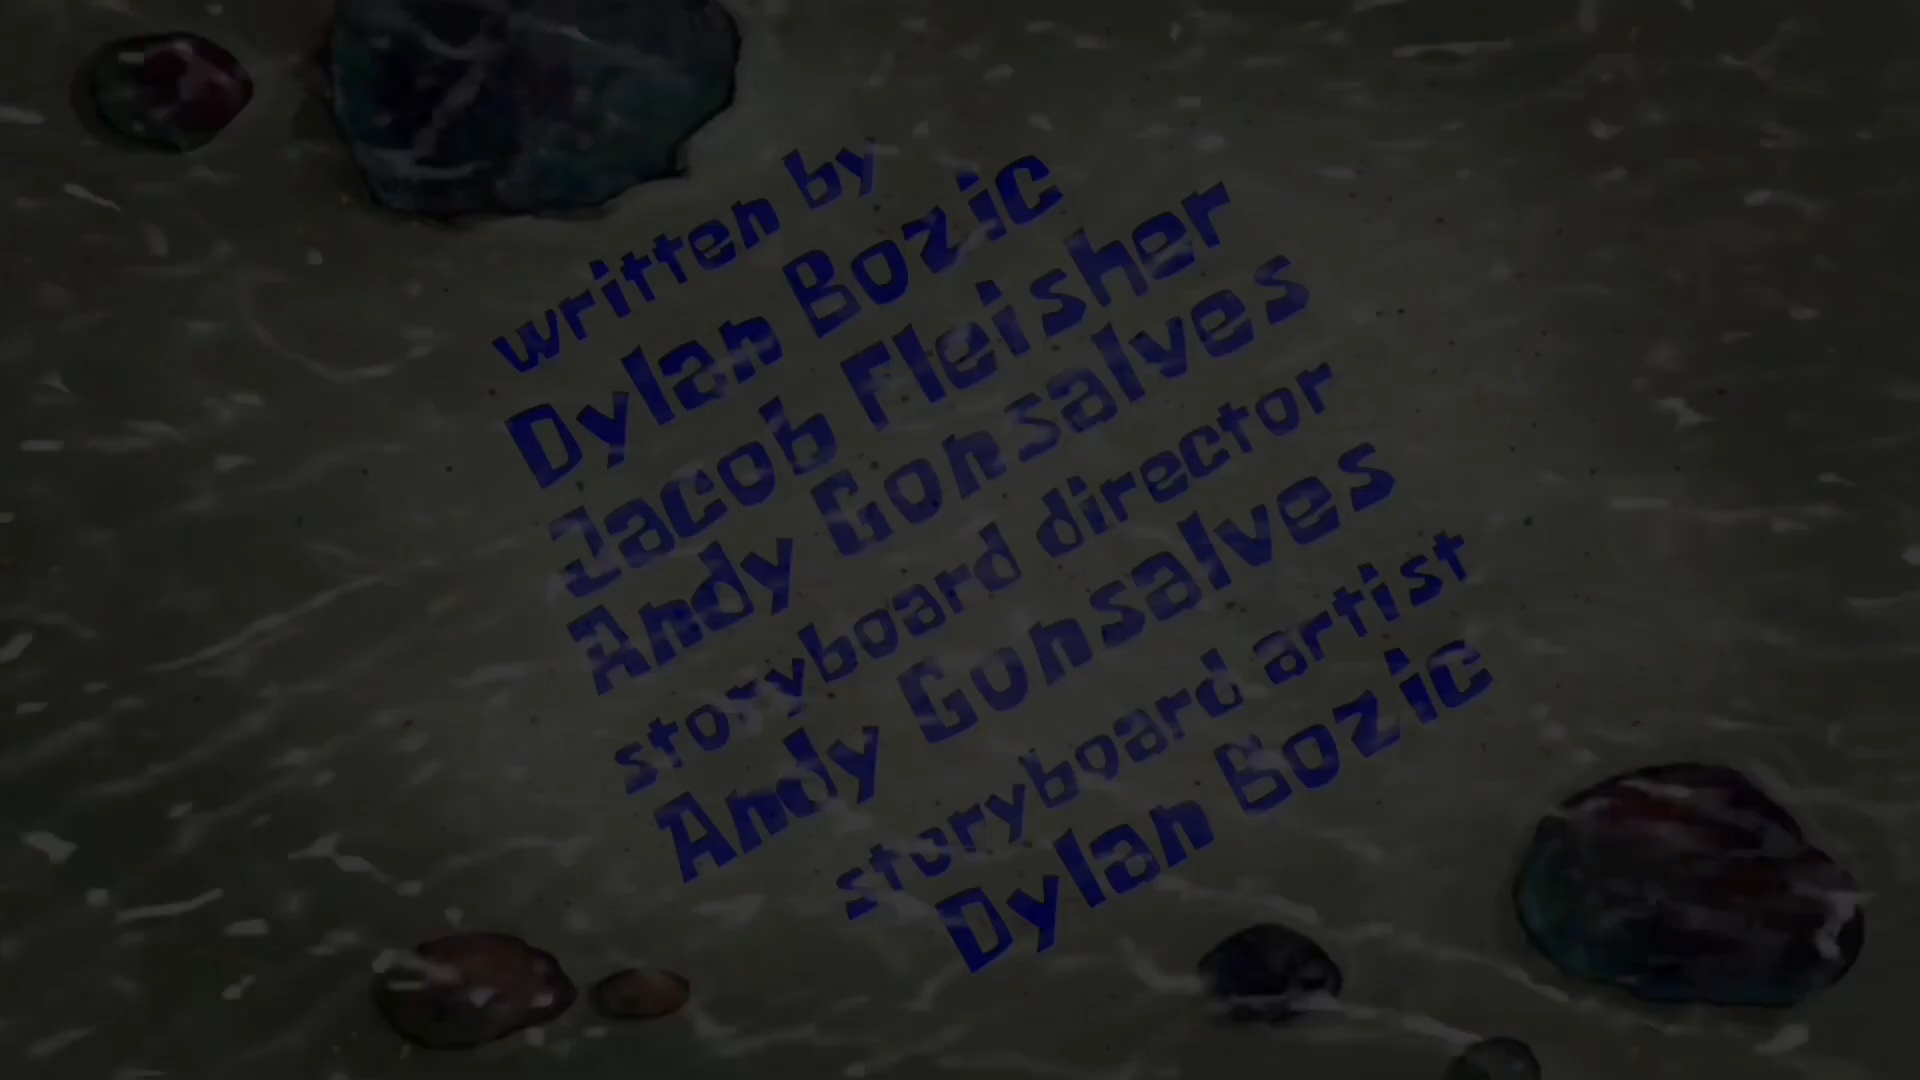 written by
Dylan Bozic
Jacob Fleisher
Andy Gonsalves
storyboard director
Andy Gonsalves
storyboard artist
Dylan Bozic